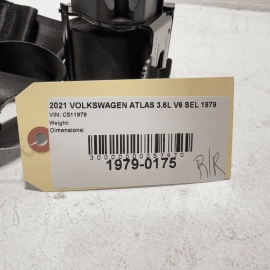 2021 VOLKSWAGEN ATLAS 3.6L V6 SEL 1979
VIN: C511979
Weight:
Dimensions:
1979-0175
R/R